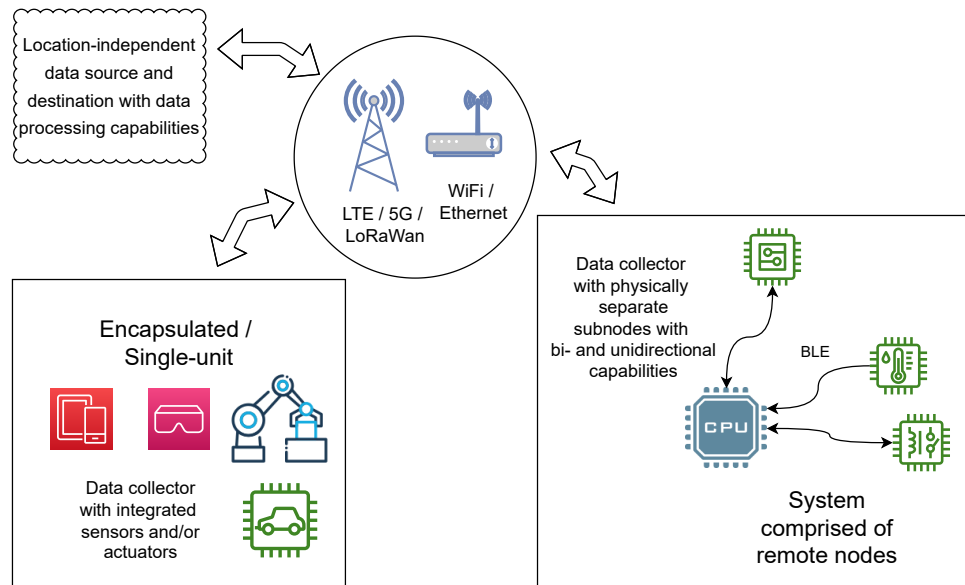 Location-independent
data source and
destination with data
processing capabilities
LTE / 5G /
LoRaWan
WiFi /
Ethernet
Encapsulated /
Single-unit
Data collector
with integrated
sensors and/or
actuators
Data collector
with physically
separate
subnodes with
bi- and unidirectional
capabilities
BLE
CPU
System
comprised of
remote nodes